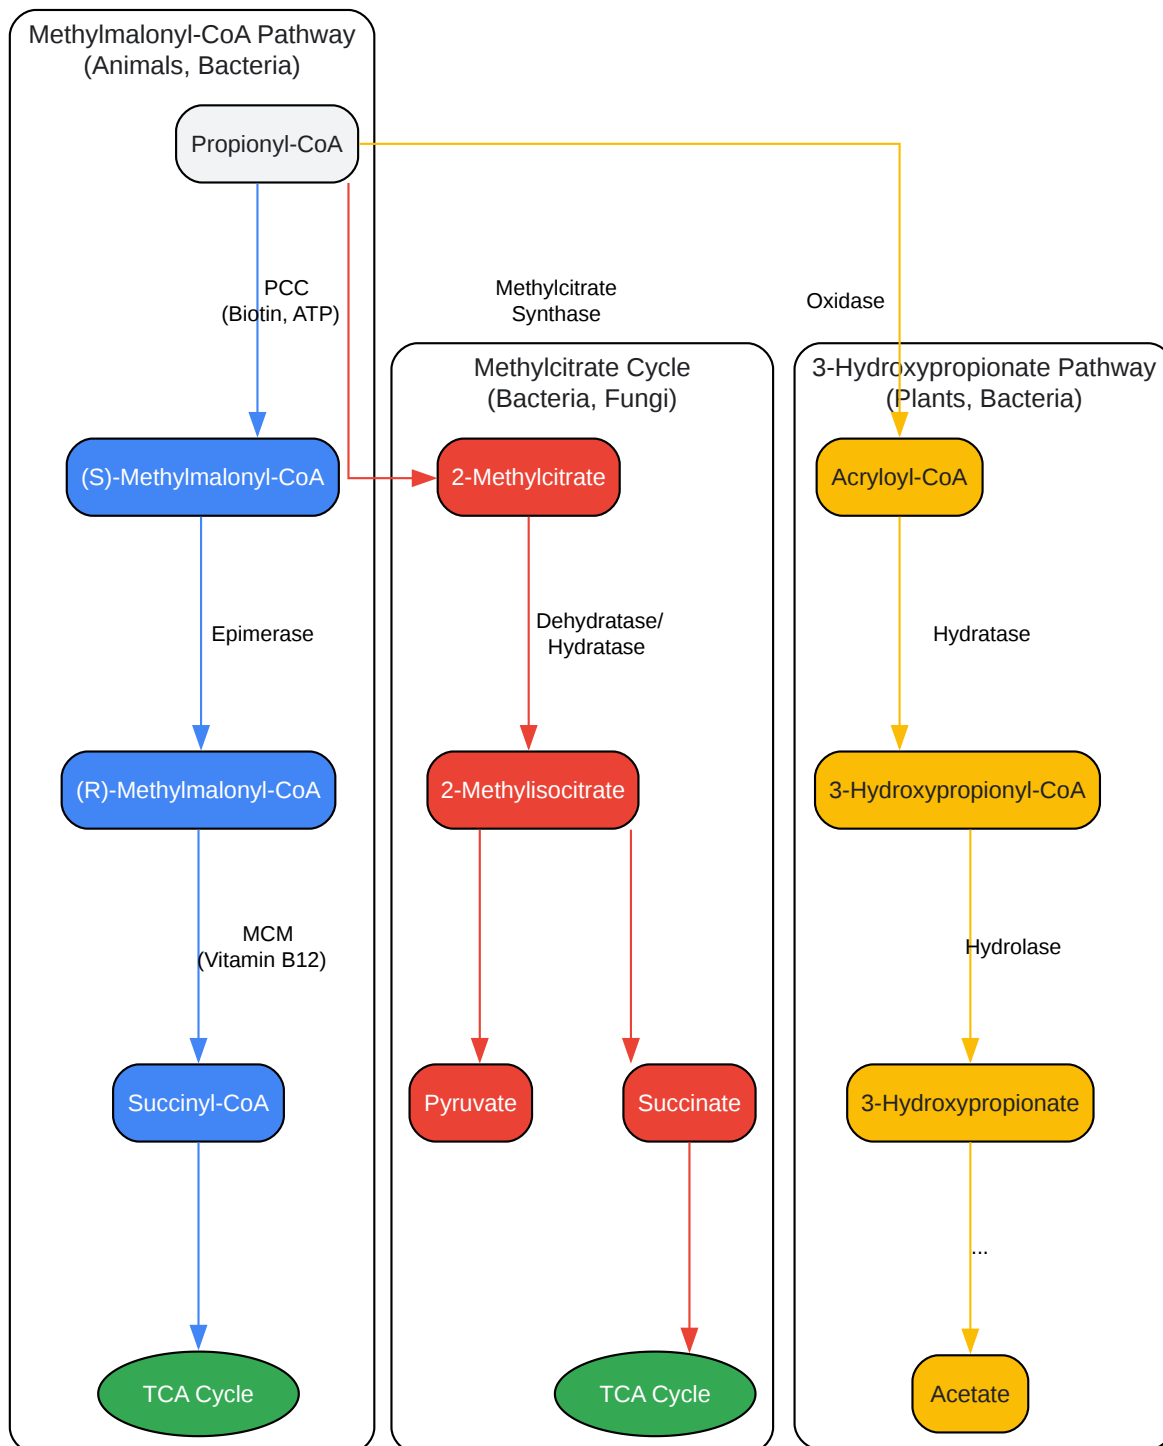 Methylmalonyl-CoA Pathway
(Animals, Bacteria)
Propionyl-CoA
PCC
(Biotin, ATP)
Methylcitrate
Synthase
Oxidase
Methylcitrate Cycle
(Bacteria, Fungi)
3-Hydroxypropionate Pathway
(Plants, Bacteria)
(S)-Methylmalonyl-CoA
2-Methylcitrate
Acryloyl-CoA
Epimerase
Dehydratase/
Hydratase
Hydratase
(R)-Methylmalonyl-CoA
2-Methylisocitrate
3-Hydroxypropionyl-CoA
MCM
(Vitamin B12)
Hydrolase
Succinyl-CoA
Pyruvate
Succinate
3-Hydroxypropionate
...
TCA Cycle
TCA Cycle
Acetate